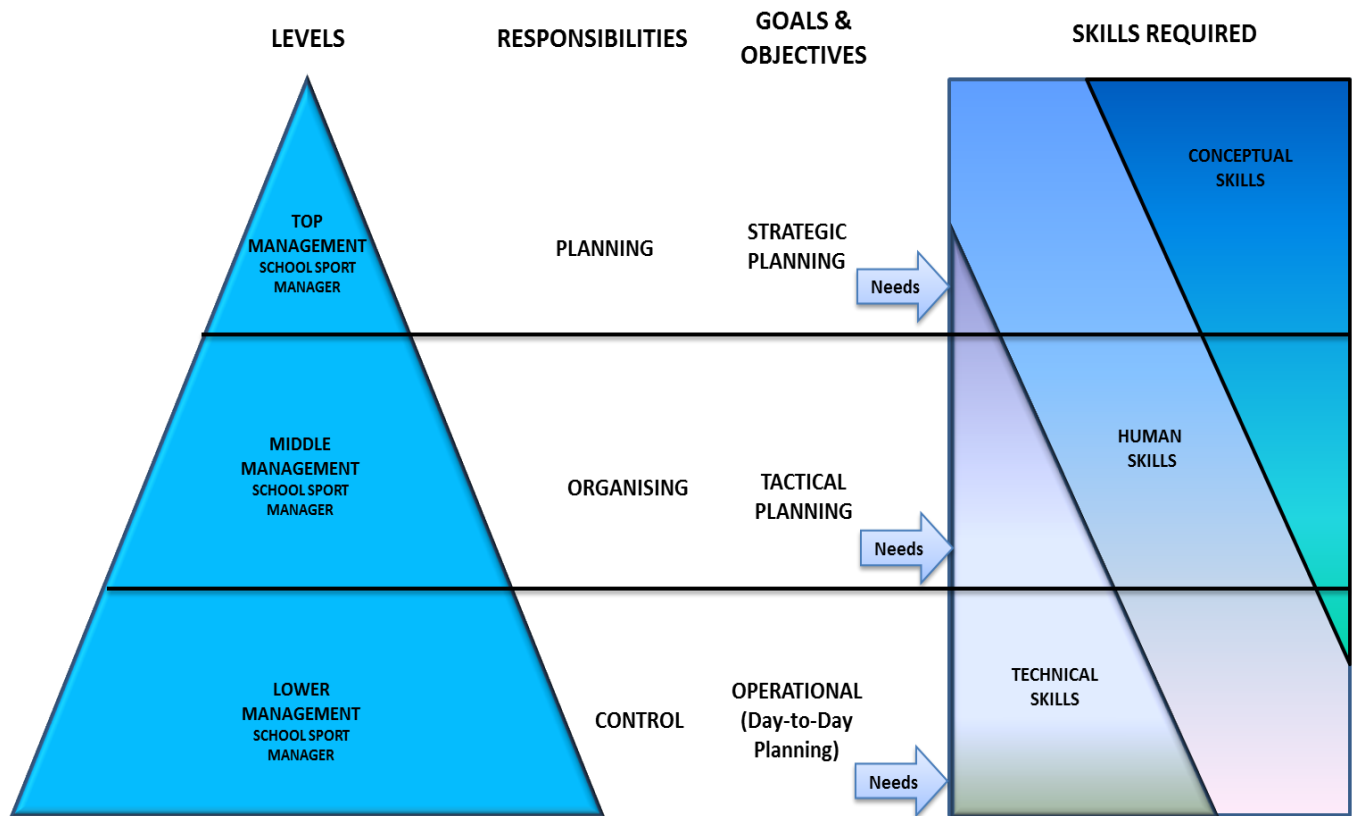 LEVELS
RESPONSIBILITIES
GOALS &
OBJECTIVES
SKILLS REQUIRED
TOP
MANAGEMENT
SCHOOL SPORT
MANAGER
PLANNING
STRATEGIC
PLANNING
Needs
CONCEPTUAL
SKILLS
MIDDLE
MANAGEMENT
SCHOOL SPORT
MANAGER
ORGANISING
TACTICAL
PLANNING
Needs
HUMAN
SKILLS
LOWER
MANAGEMENT
SCHOOL SPORT
MANAGER
CONTROL
OPERATIONAL
(Day-to-Day
Planning)
Needs
TECHNICAL
SKILLS